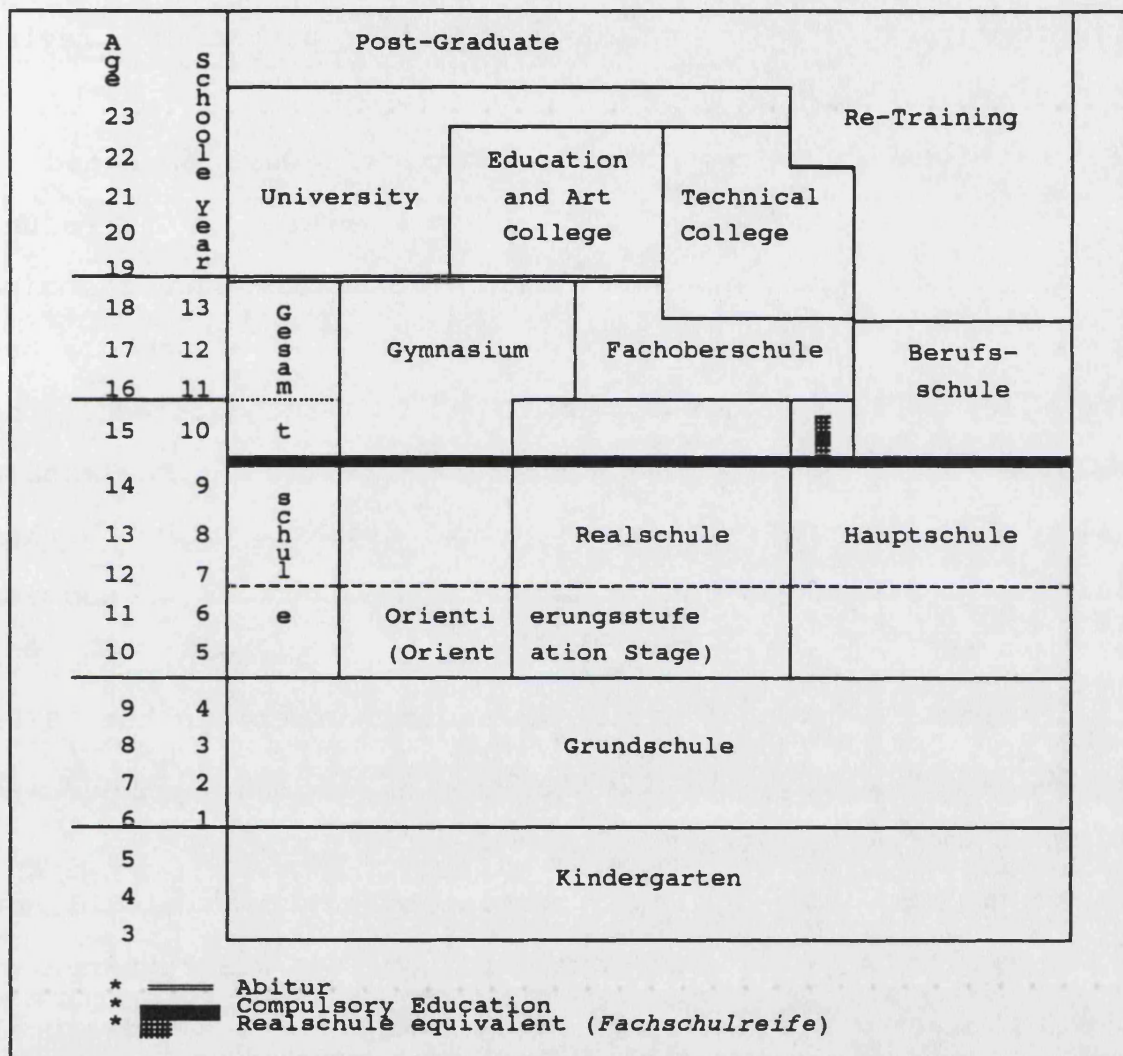 Age
Schoole Year
Post-Graduate
23
Re-Training
22
Education
21
University
and Art
Technical
20
College
College
19
18 13
17 12
Gymnasium
Fachoberschule
Berufs-
schule
16 11
15 10
Gesamtschule
14 9
13 8
Realschule
Hauptschule
12 7
11 6
Orienti erungsstufe
10 5
(Orient ation Stage)
9 4
8 3
Grundschule
7 2
6 1
5
Kindergarten
4
3
* Abitur
* Compulsory Education
* Realschule equivalent (Fachschulreife)